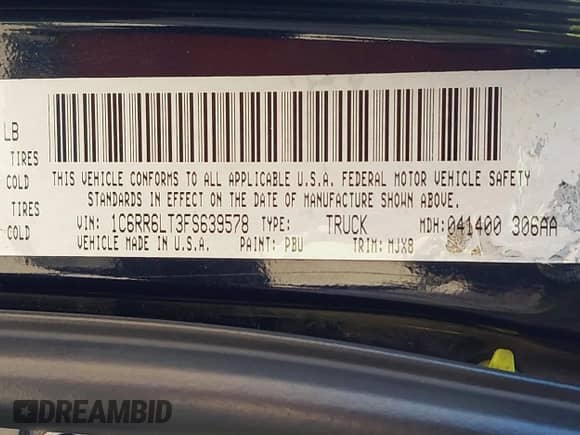 LB
TIRES
COLD
TIRES
COLD
THIS VEHICLE CONFORMS TO ALL APPLICABLE U.S.A. FEDERAL MOTOR VEHICLE SAFETY
STANDARDS IN EFFECT ON THE DATE OF MANUFACTURE SHOWN ABOVE.
VIN: 1C6RR6LT3FS639578 TYPE: TRUCK MDH: 041400 306AA
VEHICLE MADE IN U.S.A. PAINT: PBU TRIM: MJX8
DREAMBID